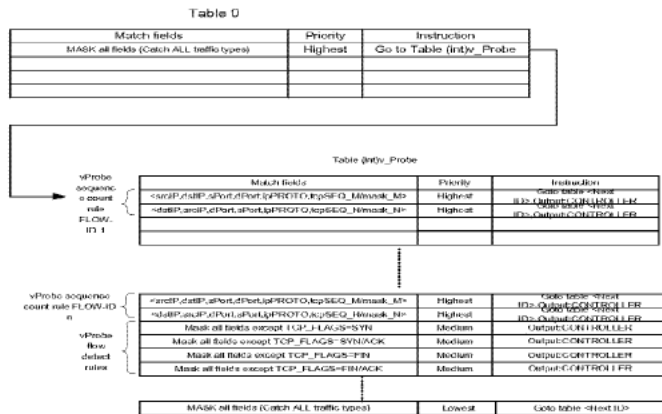 Table 0
Match fields Priority Instruction
MASK all fields (Catch ALL traffic types) Highest Go to Table (int)v_Probe
Table (int)v_Probe
Match fields Priority Instruction
vProbe
sequenc
e count
rule
FLOW-
ID 1
<srcIP,dstIP,sPort,dPort,ipPROTO,tcpSEQ_M/mask_M> Highest Goto table <Next
ID>,Output:CONTROLLER
<dstIP,srcIP,dPort,sPort,ipPROTO,tcpSEQ_N/mask_N> Highest Goto table <Next
ID>,Output:CONTROLLER
vProbe sequence
count rule FLOW-ID
n
<srcIP,dstIP,sPort,dPort,ipPROTO,tcpSEQ_M/mask_M> Highest Goto table <Next
ID>,Output:CONTROLLER
<dstIP,srcIP,dPort,sPort,ipPROTO,tcpSEQ_N/mask_N> Highest Goto table <Next
ID>,Output:CONTROLLER
vProbe
flow
detect
rules
Mask all fields except TCP_FLAGS=SYN Medium Output:CONTROLLER
Mask all fields except TCP_FLAGS=SYN/ACK Medium Output:CONTROLLER
Mask all fields except TCP_FLAGS=FIN Medium Output:CONTROLLER
Mask all fields except TCP_FLAGS=FIN/ACK Medium Output:CONTROLLER
MASK all fields (Catch ALL traffic types) Lowest Goto table <Next ID>